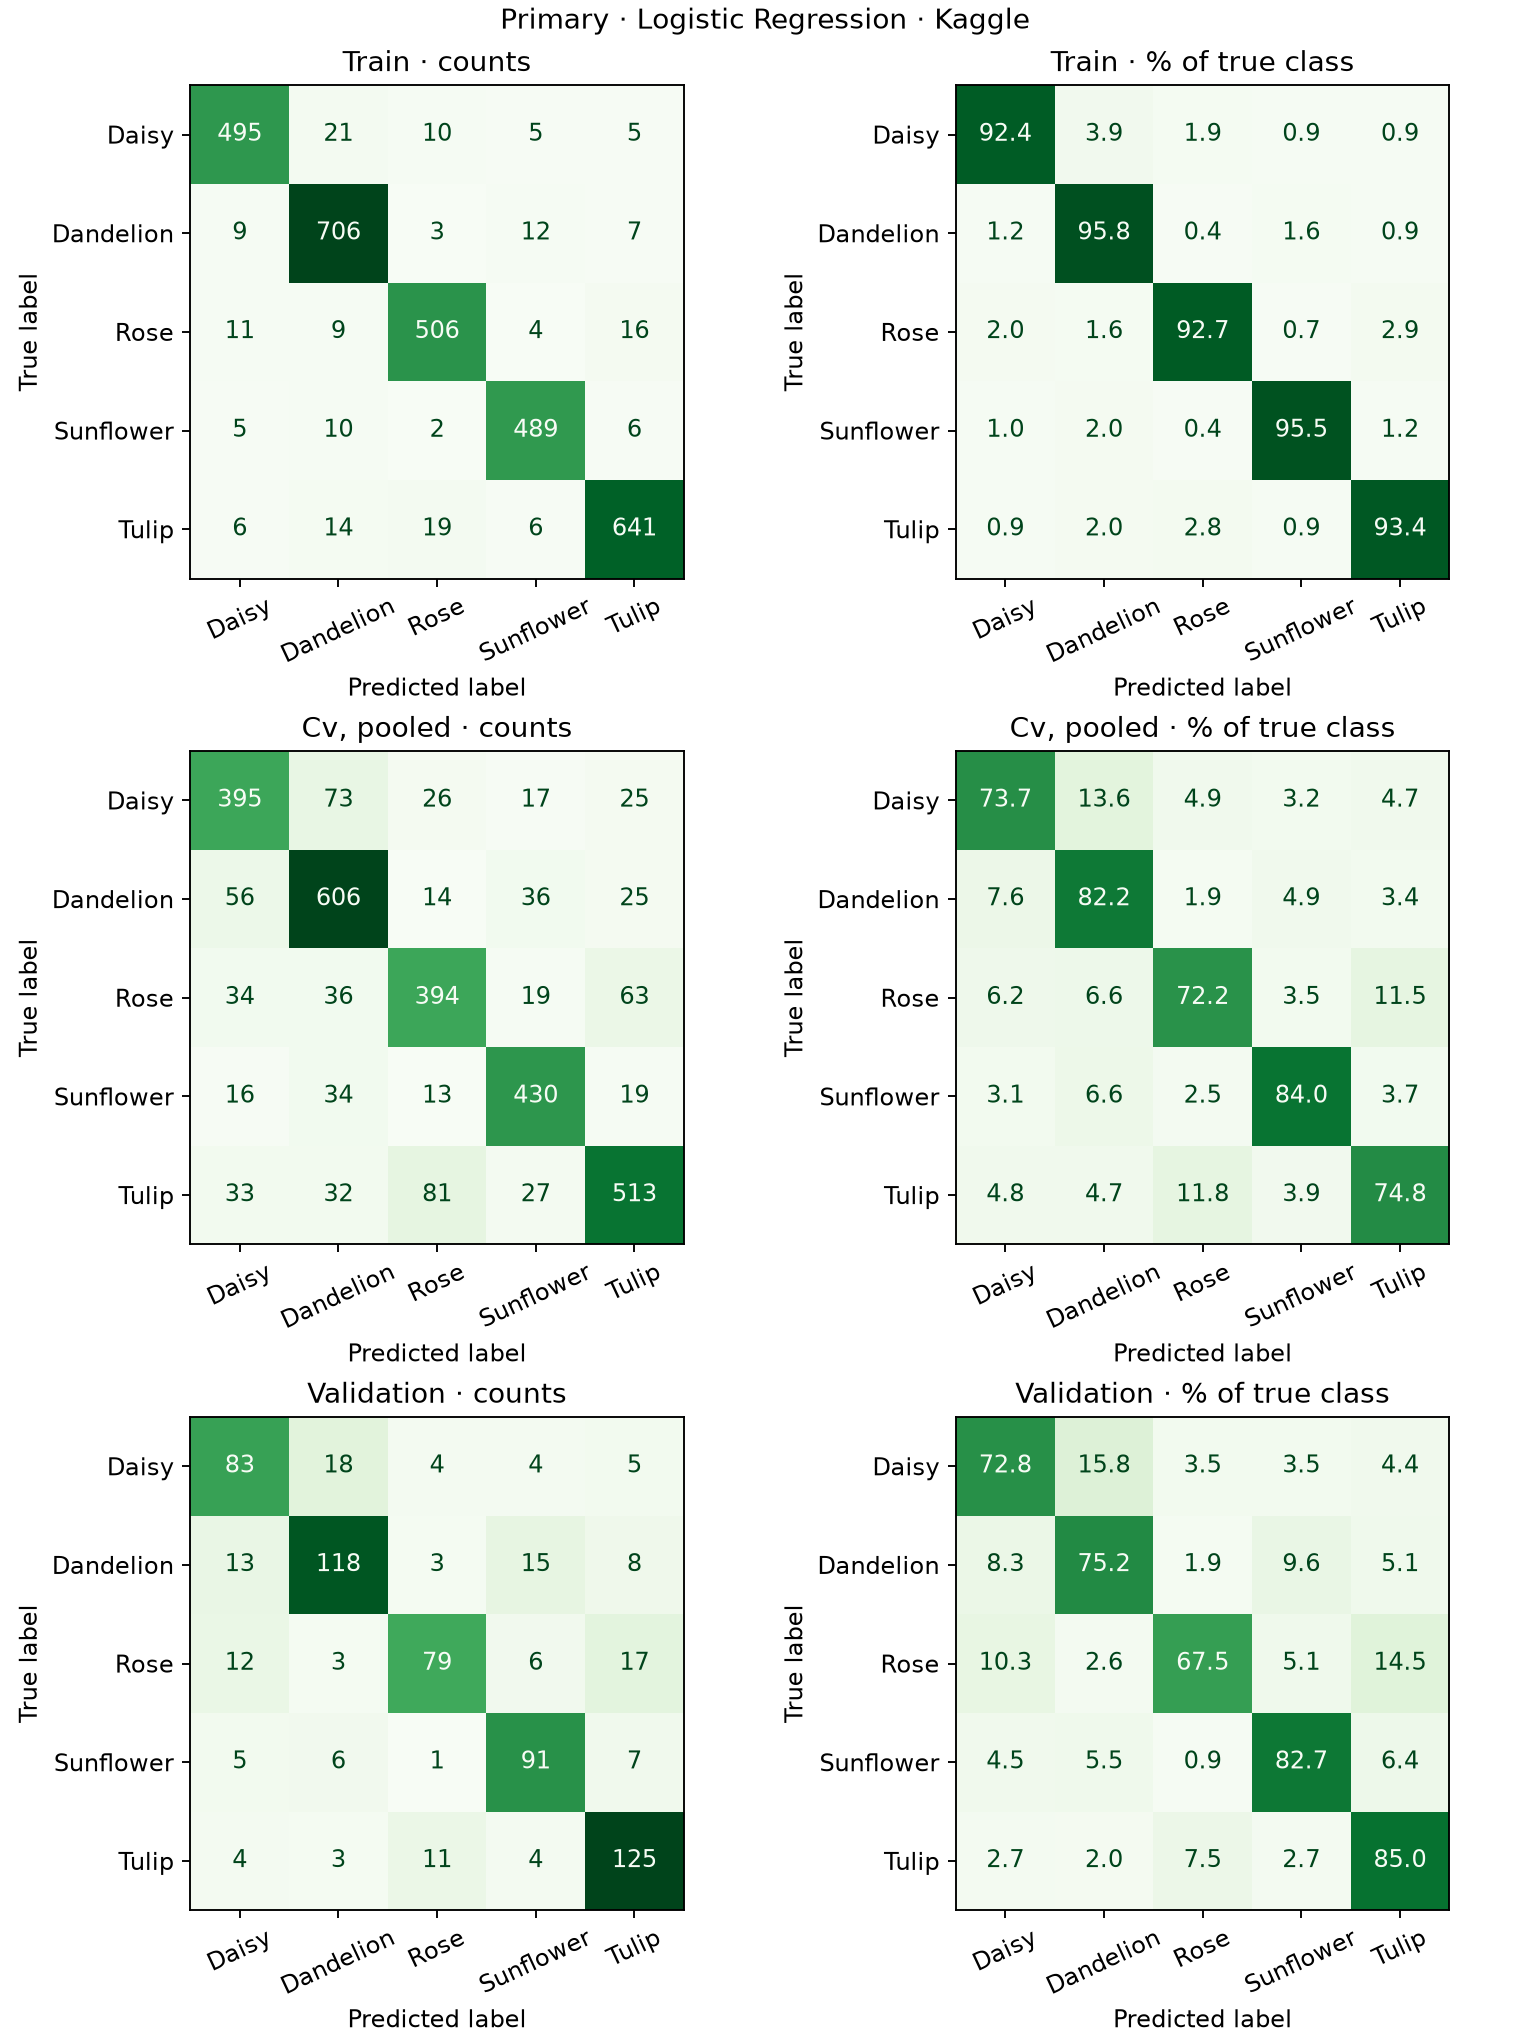 Primary · Logistic Regression · Kaggle
Train · counts
Train · % of true class
True label
Daisy 495 21 10 5 5
Dandelion 9 706 3 12 7
Rose 11 9 506 4 16
Sunflower 5 10 2 489 6
Tulip 6 14 19 6 641
Daisy Dandelion Rose Sunflower Tulip
Predicted label
True label
Daisy 92.4 3.9 1.9 0.9 0.9
Dandelion 1.2 95.8 0.4 1.6 0.9
Rose 2.0 1.6 92.7 0.7 2.9
Sunflower 1.0 2.0 0.4 95.5 1.2
Tulip 0.9 2.0 2.8 0.9 93.4
Daisy Dandelion Rose Sunflower Tulip
Predicted label
Cv, pooled · counts
Cv, pooled · % of true class
True label
Daisy 395 73 26 17 25
Dandelion 56 606 14 36 25
Rose 34 36 394 19 63
Sunflower 16 34 13 430 19
Tulip 33 32 81 27 513
Daisy Dandelion Rose Sunflower Tulip
Predicted label
True label
Daisy 73.7 13.6 4.9 3.2 4.7
Dandelion 7.6 82.2 1.9 4.9 3.4
Rose 6.2 6.6 72.2 3.5 11.5
Sunflower 3.1 6.6 2.5 84.0 3.7
Tulip 4.8 4.7 11.8 3.9 74.8
Daisy Dandelion Rose Sunflower Tulip
Predicted label
Validation · counts
Validation · % of true class
True label
Daisy 83 18 4 4 5
Dandelion 13 118 3 15 8
Rose 12 3 79 6 17
Sunflower 5 6 1 91 7
Tulip 4 3 11 4 125
Daisy Dandelion Rose Sunflower Tulip
Predicted label
True label
Daisy 72.8 15.8 3.5 3.5 4.4
Dandelion 8.3 75.2 1.9 9.6 5.1
Rose 10.3 2.6 67.5 5.1 14.5
Sunflower 4.5 5.5 0.9 82.7 6.4
Tulip 2.7 2.0 7.5 2.7 85.0
Daisy Dandelion Rose Sunflower Tulip
Predicted label